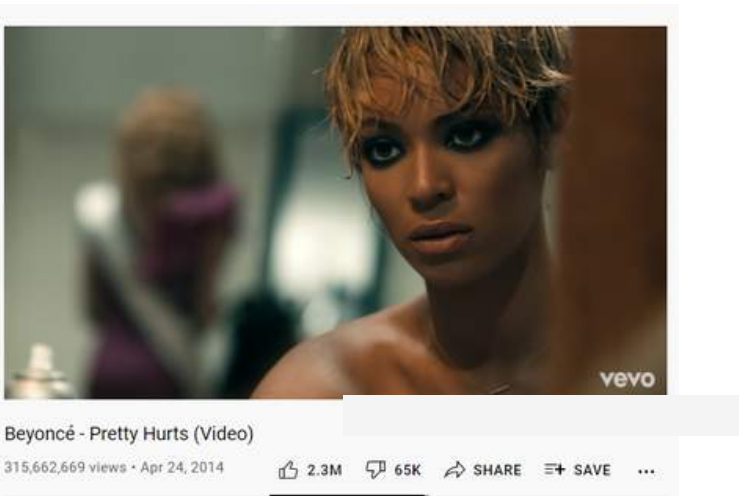 vevo
Beyoncé - Pretty Hurts (Video)
315,662,669 views • Apr 24, 2014 2.3M 65K SHARE SAVE ...